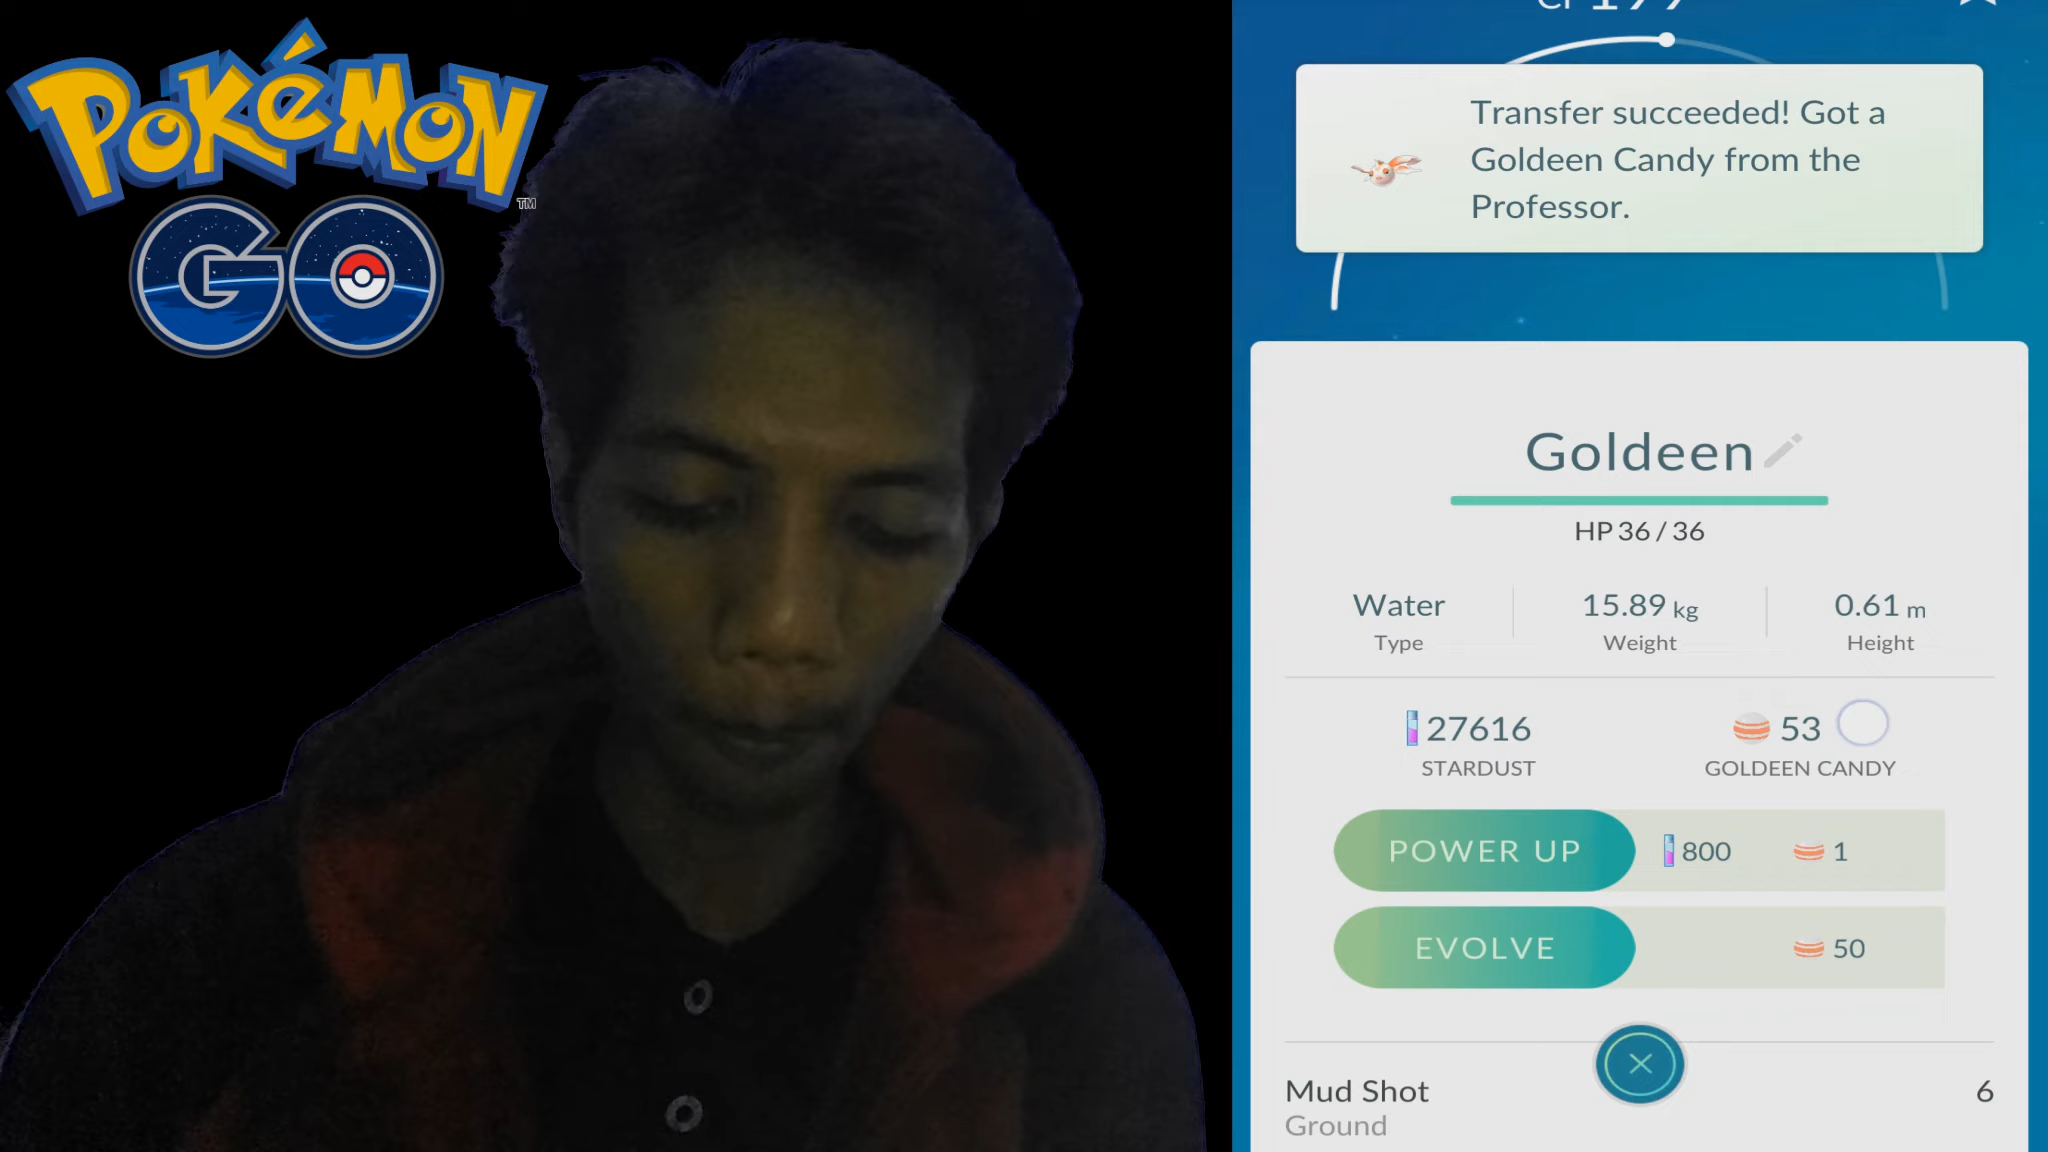 POKÉMON
TM
GO
CP 199
Transfer succeeded! Got a
Goldeen Candy from the
Professor.
Goldeen
HP 36 / 36
Water
Type
15.89 kg
Weight
0.61 m
Height
27616
STARDUST
53
GOLDEEN CANDY
POWER UP
800
1
EVOLVE
50
Mud Shot
6
Ground